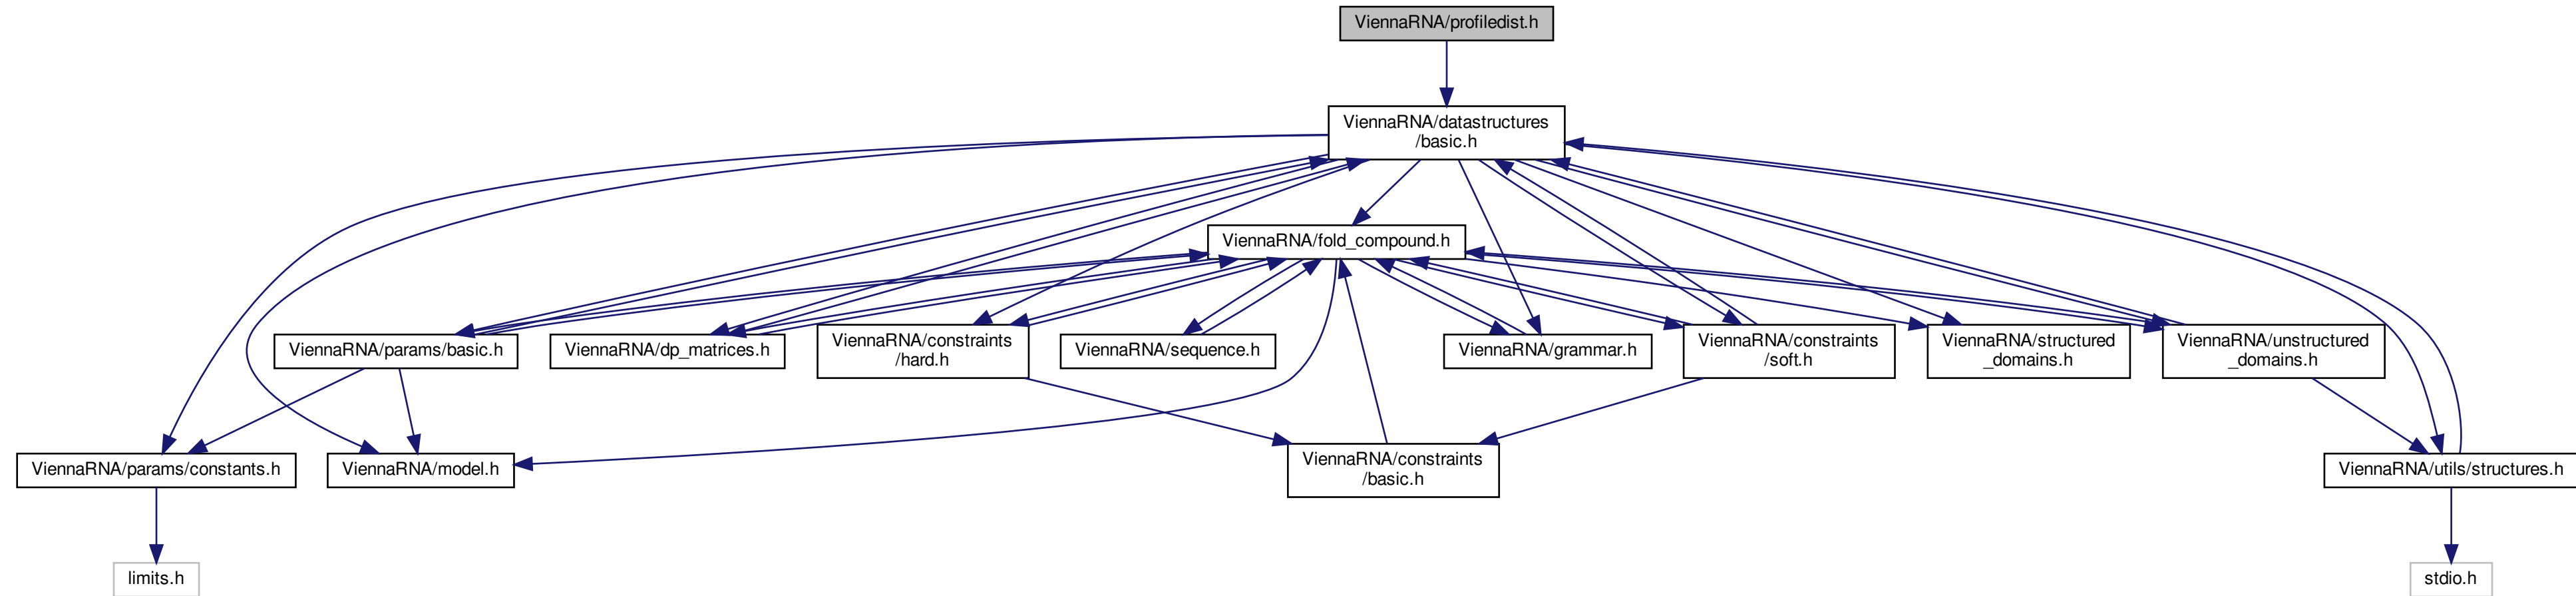 ViennaRNA/profiledist.h
ViennaRNA/datastructures
/basic.h
ViennaRNA/fold_compound.h
ViennaRNA/params/basic.h
ViennaRNA/dp_matrices.h
ViennaRNA/constraints
/hard.h
ViennaRNA/sequence.h
ViennaRNA/grammar.h
ViennaRNA/constraints
/soft.h
ViennaRNA/structured
_domains.h
ViennaRNA/unstructured
_domains.h
ViennaRNA/params/constants.h
ViennaRNA/model.h
ViennaRNA/constraints
/basic.h
ViennaRNA/utils/structures.h
limits.h
stdio.h